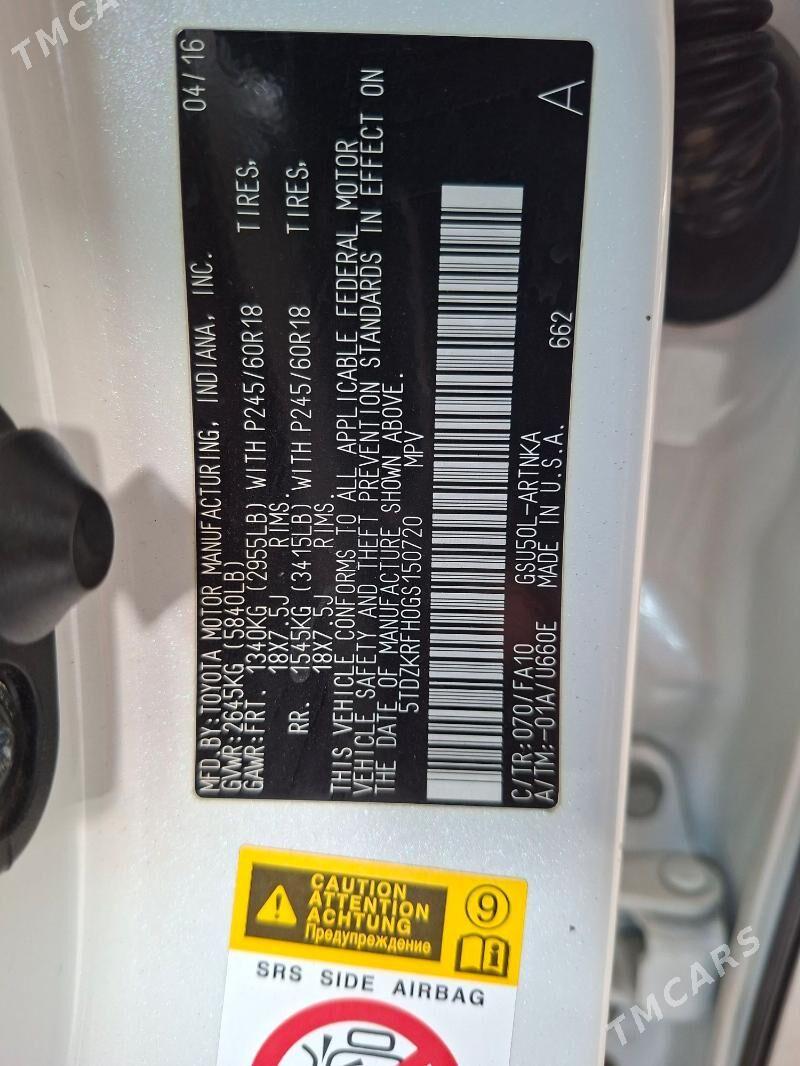 MFD.BY:TOYOTA MOTOR MANUFACTURING, INDIANA, INC. 04/16
GVWR:2645KG (5840LB)
GAWR:FRT. 1340KG (2955LB) WITH P245/60R18 TIRES,
18X7.5J RIMS.
RR. 1545KG (3415LB) WITH P245/60R18 TIRES,
18X7.5J RIMS.
THIS VEHICLE CONFORMS TO ALL APPLICABLE FEDERAL MOTOR
VEHICLE SAFETY AND THEFT PREVENTION STANDARDS IN EFFECT ON
THE DATE OF MANUFACTURE SHOWN ABOVE.
5TDZKRFH0GS150720 MPV
C/TR:070/FA10 GSU50L-ARTNKA
A/TM:-01A/U660E MADE IN U.S.A. 662 A
CAUTION
ATTENTION
ACHTUNG
Предупреждение
9
i
SRS SIDE AIRBAG
TMCARS
TMCARS